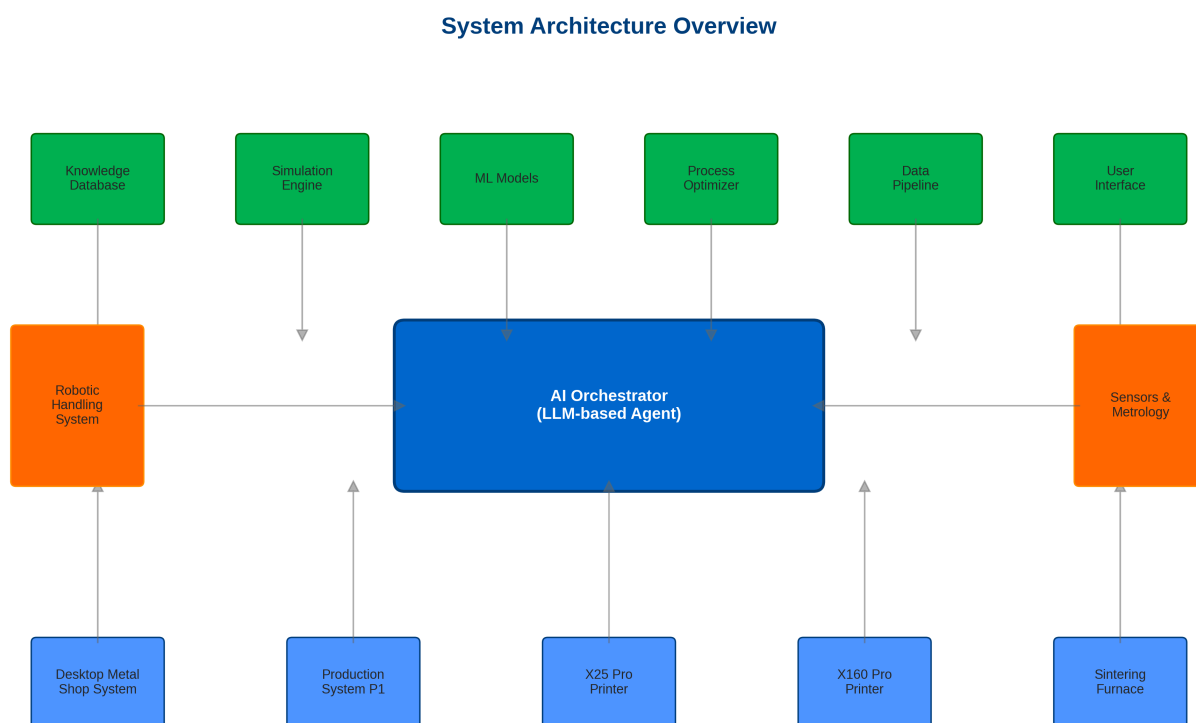 System Architecture Overview
Knowledge
Database
Simulation
Engine
ML Models
Process
Optimizer
Data
Pipeline
User
Interface
Robotic
Handling
System
AI Orchestrator
(LLM-based Agent)
Sensors &
Metrology
Desktop Metal
Shop System
Production
System P1
X25 Pro
Printer
X160 Pro
Printer
Sintering
Furnace